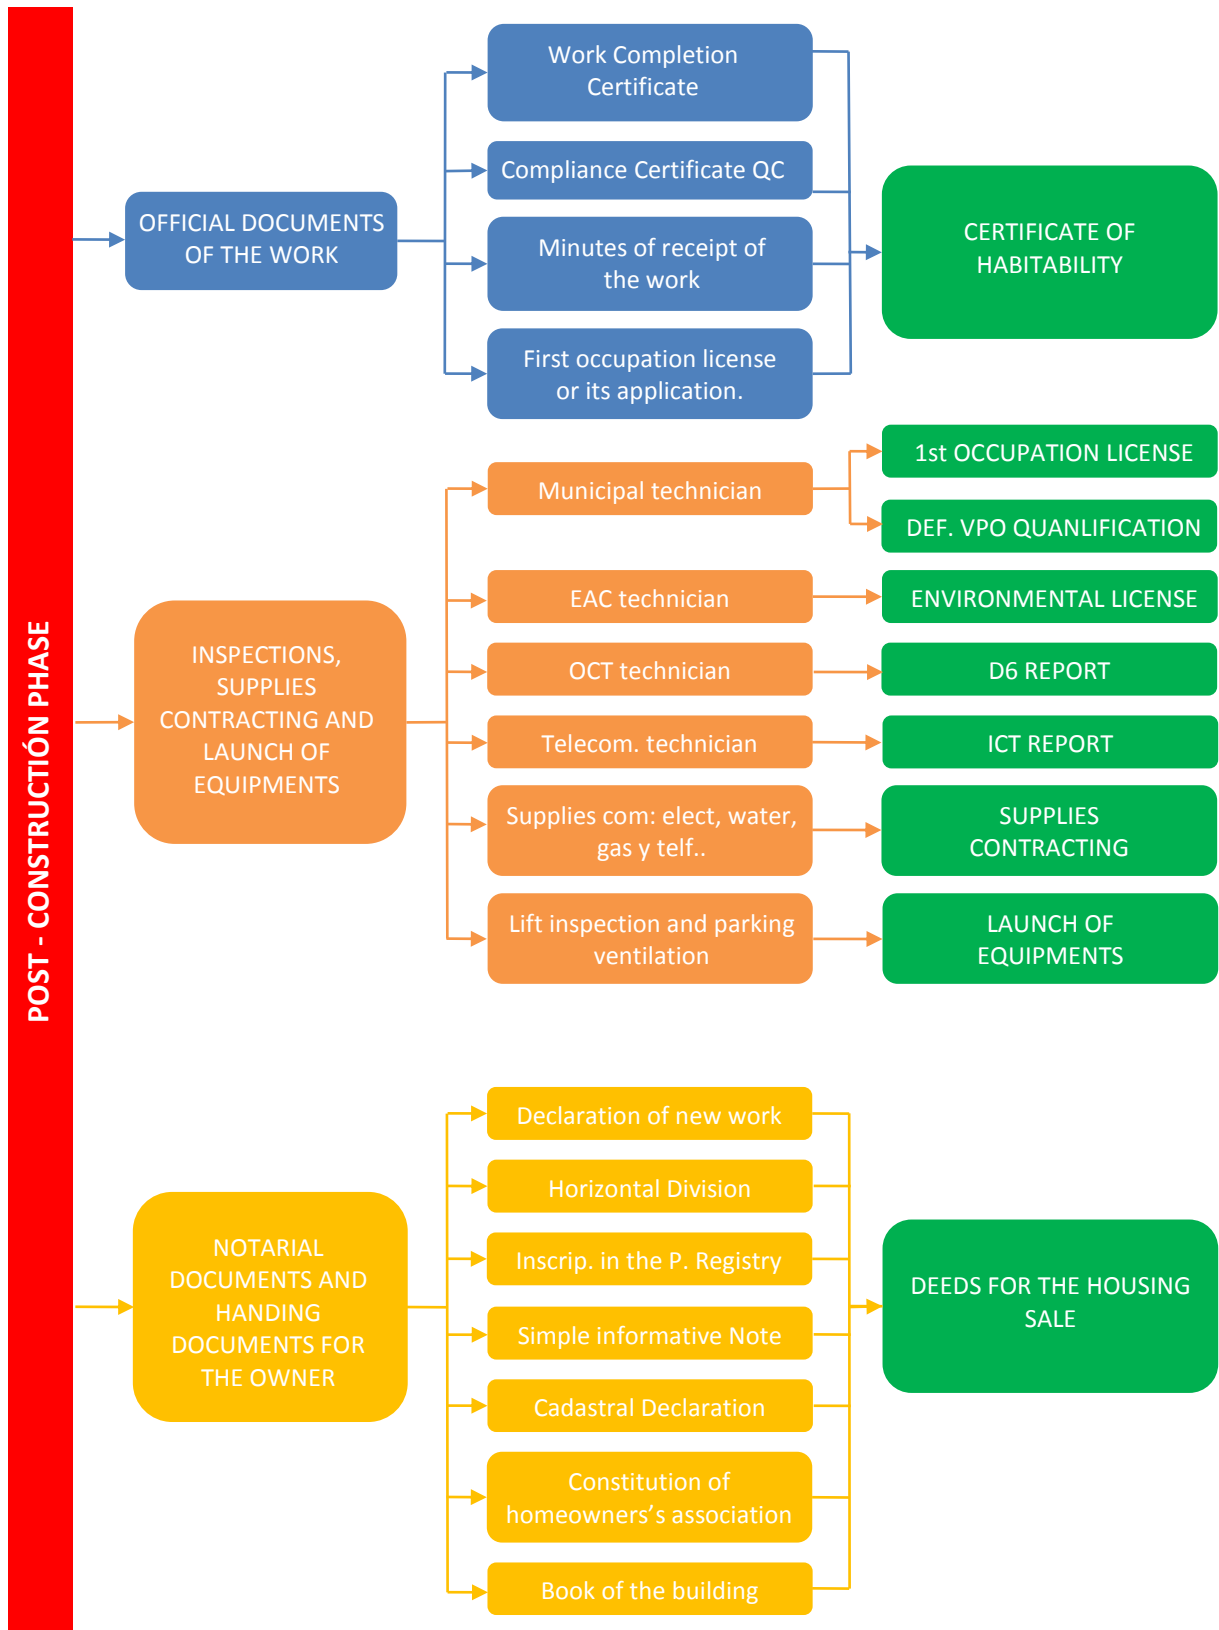 POST - CONSTRUCTIÓN PHASE
OFFICIAL DOCUMENTS
OF THE WORK
Work Completion
Certificate
Compliance Certificate QC
Minutes of receipt of
the work
First occupation license
or its application.
CERTIFICATE OF
HABITABILITY
INSPECTIONS,
SUPPLIES
CONTRACTING AND
LAUNCH OF
EQUIPMENTS
Municipal technician
1st OCCUPATION LICENSE
DEF. VPO QUANLIFICATION
EAC technician
ENVIRONMENTAL LICENSE
OCT technician
D6 REPORT
Telecom. technician
ICT REPORT
Supplies com: elect, water,
gas y telf..
SUPPLIES
CONTRACTING
Lift inspection and parking
ventilation
LAUNCH OF
EQUIPMENTS
NOTARIAL
DOCUMENTS AND
HANDING
DOCUMENTS FOR
THE OWNER
Declaration of new work
Horizontal Division
Inscrip. in the P. Registry
Simple informative Note
Cadastral Declaration
Constitution of
homeowners’s association
Book of the building
DEEDS FOR THE HOUSING
SALE